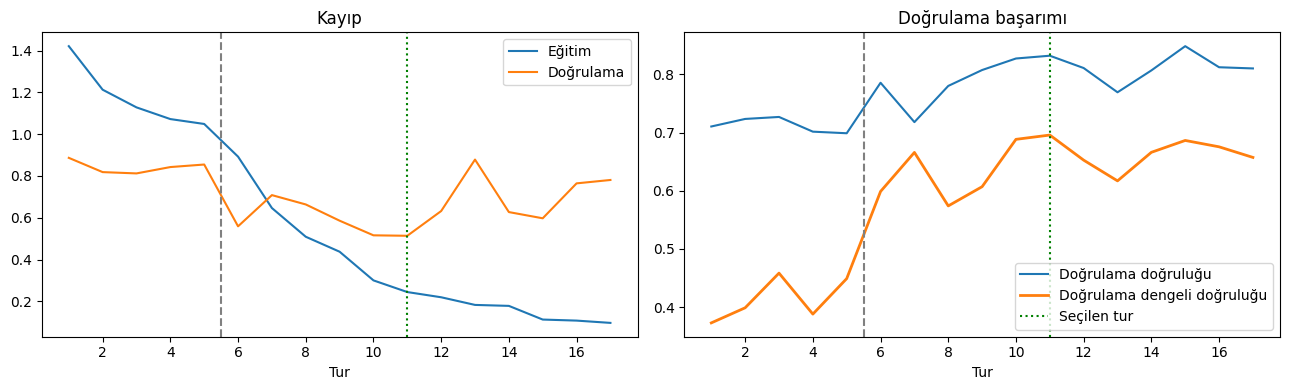 Kayıp
1.4
1.2
1.0
0.8
0.6
0.4
0.2
Eğitim
Doğrulama
2 4 6 8 10 12 14 16
Tur
Doğrulama başarımı
0.8
0.7
0.6
0.5
0.4
Doğrulama doğruluğu
Doğrulama dengeli doğruluğu
Seçilen tur
2 4 6 8 10 12 14 16
Tur